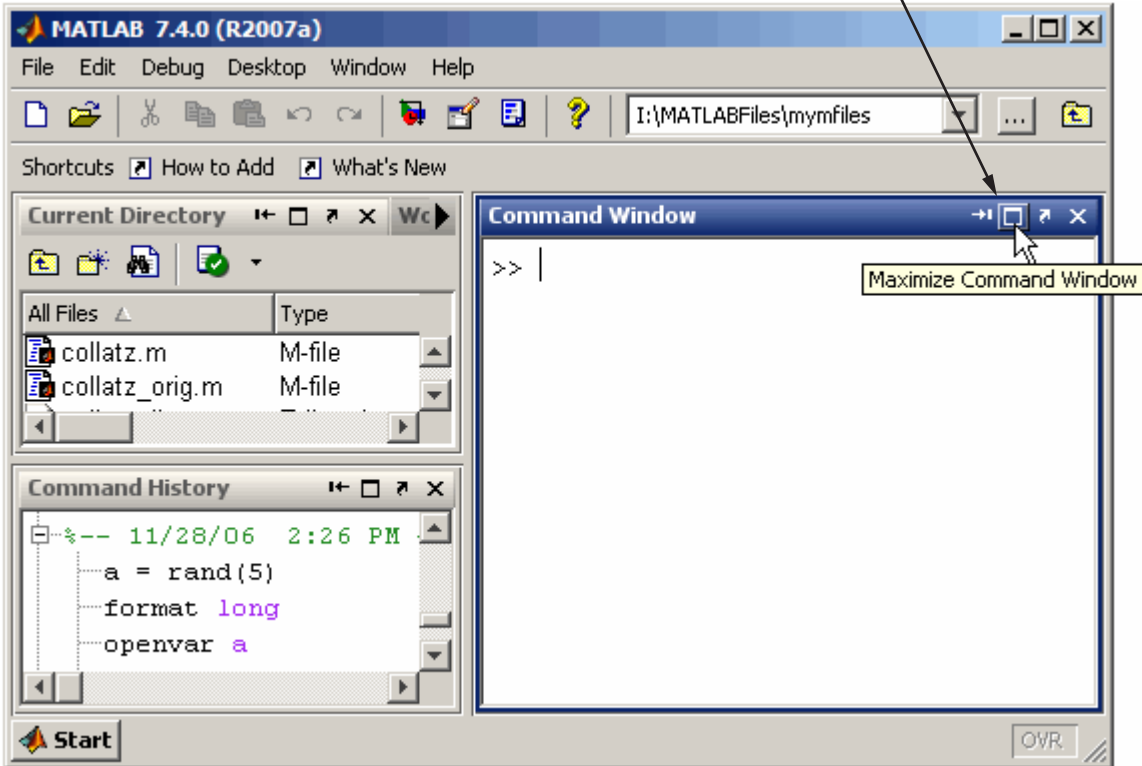 MATLAB 7.4.0 (R2007a)
File Edit Debug Desktop Window Help
I:\MATLABFiles\mymfiles ...
Shortcuts How to Add What's New
Current Directory Wo
Command Window
>>
Maximize Command Window
All Files Type
collatz.m M-file
collatz_orig.m M-file
Command History
%-- 11/28/06 2:26 PM
a = rand(5)
format long
openvar a
Start
OVR